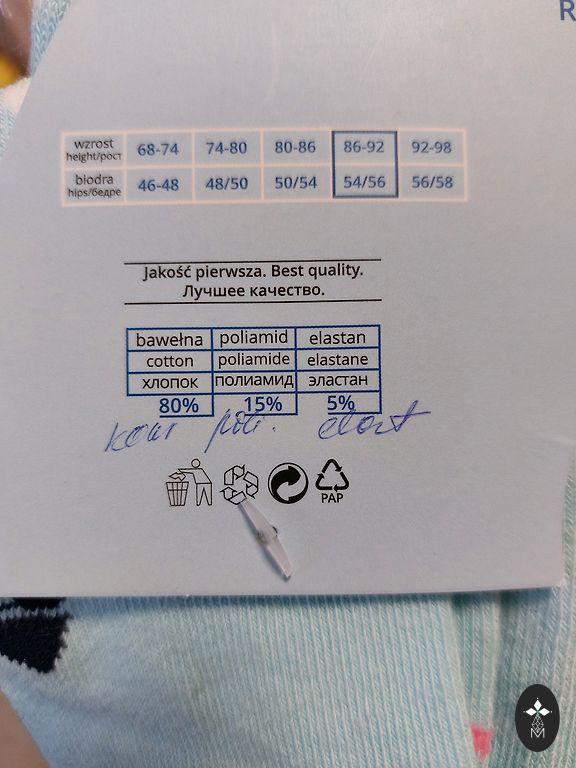 R
wzrost height/рост 68-74 74-80 80-86 86-92 92-98
biodra hips/бедре 46-48 48/50 50/54 54/56 56/58
Jakość pierwsza. Best quality.
Лучшее качество.
bawełna poliamid elastan
cotton poliamide elastane
хлопок полиамид эластан
80% 15% 5%
PAP
M